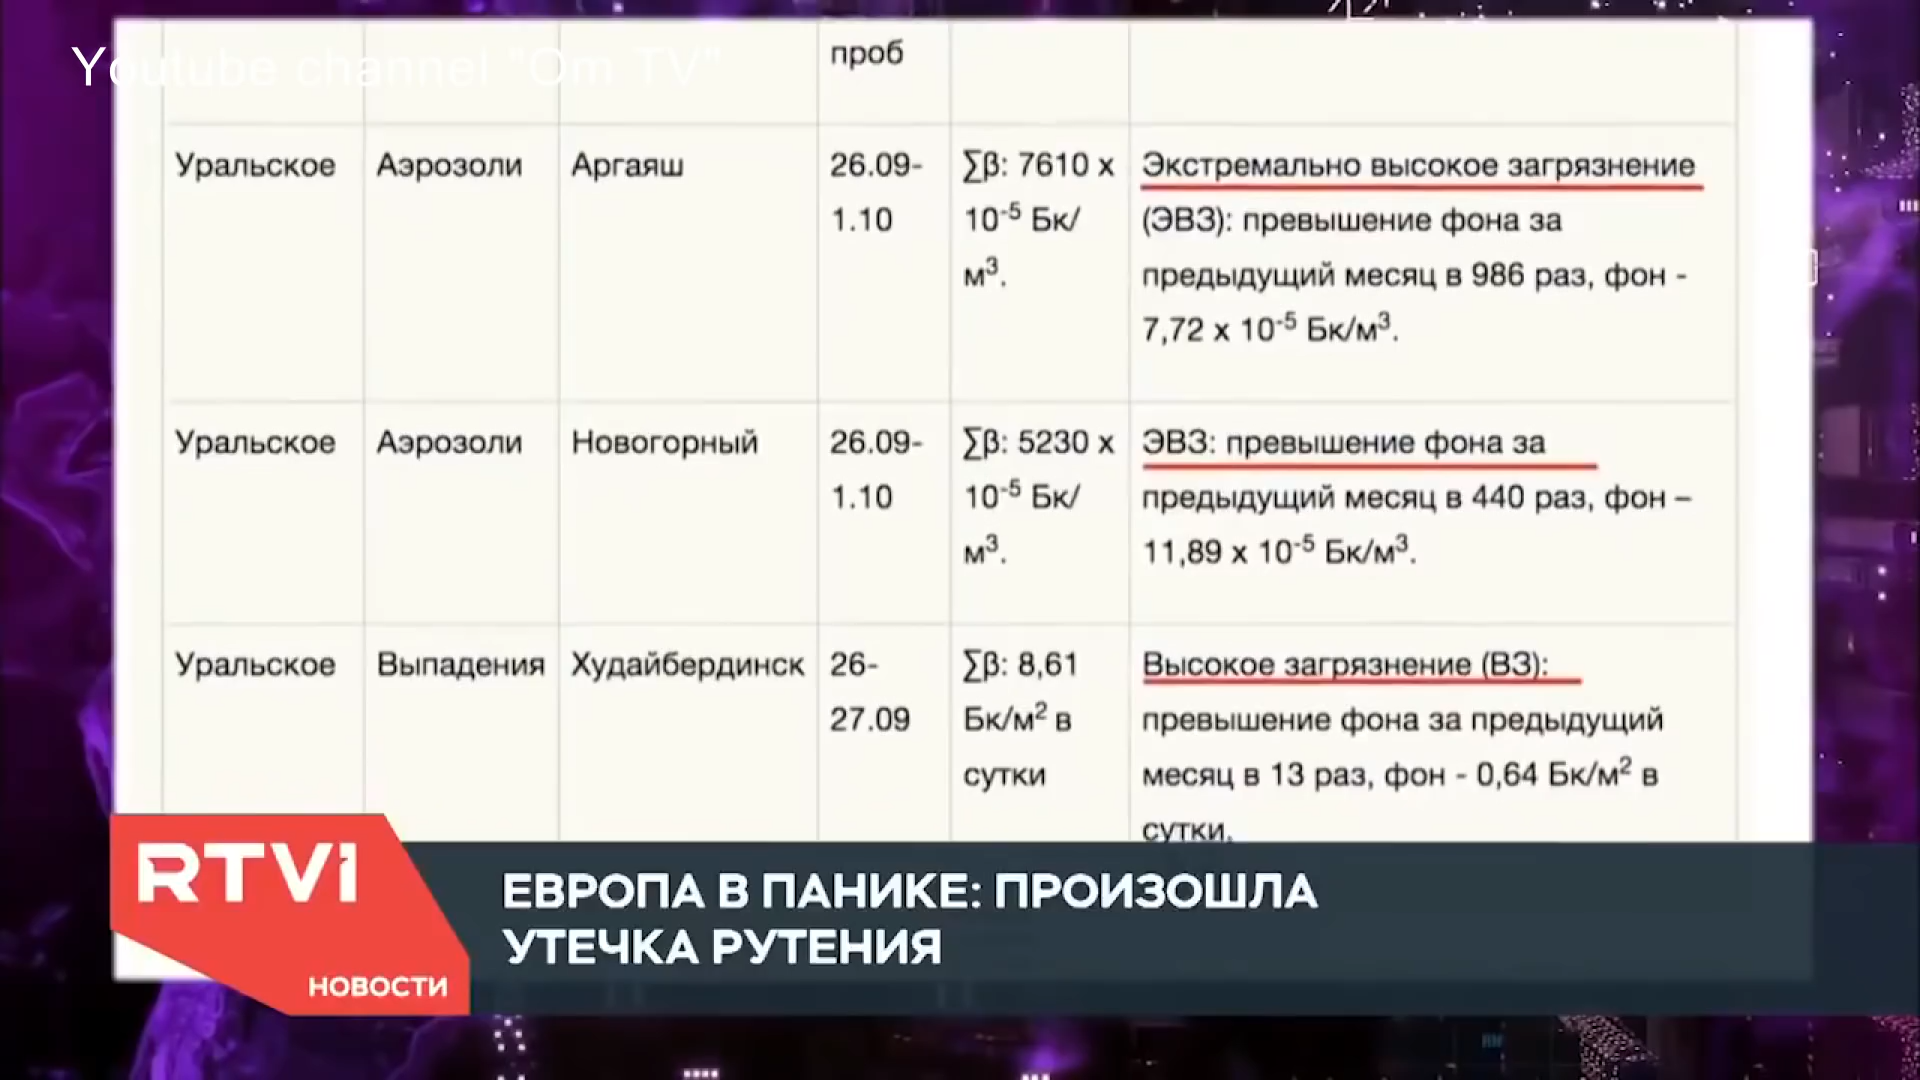 Youtube channel "Om TV"
проб
Уральское Аэрозоли Аргаяш 26.09- ∑β: 7610 x Экстремально высокое загрязнение
1.10 10⁻⁵ Бк/ (ЭВЗ): превышение фона за
м³. предыдущий месяц в 986 раз, фон -
7,72 x 10⁻⁵ Бк/м³.
Уральское Аэрозоли Новогорный 26.09- ∑β: 5230 x ЭВЗ: превышение фона за
1.10 10⁻⁵ Бк/ предыдущий месяц в 440 раз, фон –
м³. 11,89 x 10⁻⁵ Бк/м³.
Уральское Выпадения Худайбердинск 26- ∑β: 8,61 Высокое загрязнение (ВЗ):
27.09 Бк/м² в превышение фона за предыдущий
сутки месяц в 13 раз, фон - 0,64 Бк/м² в
сутки.
RTVI
НОВОСТИ
ЕВРОПА В ПАНИКЕ: ПРОИЗОШЛА
УТЕЧКА РУТЕНИЯ